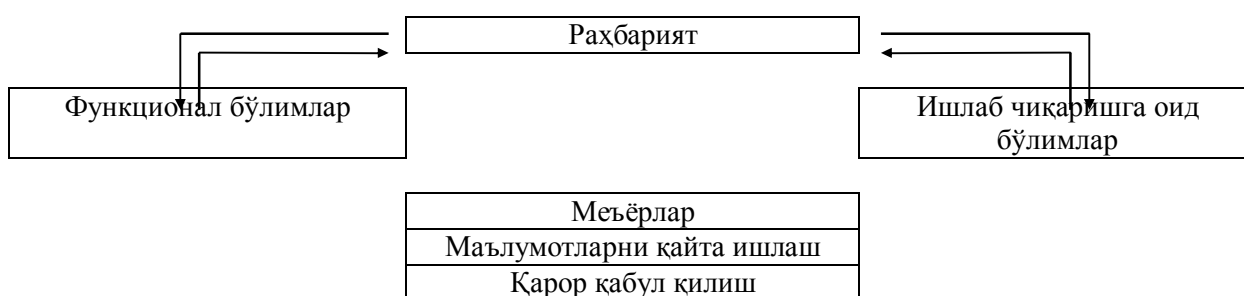 Раҳбарият
Функционал бўлимлар
Ишлаб чиқаришга оид
бўлимлар
Меъёрлар
Маълумотларни қайта ишлаш
Қарор қабул қилиш